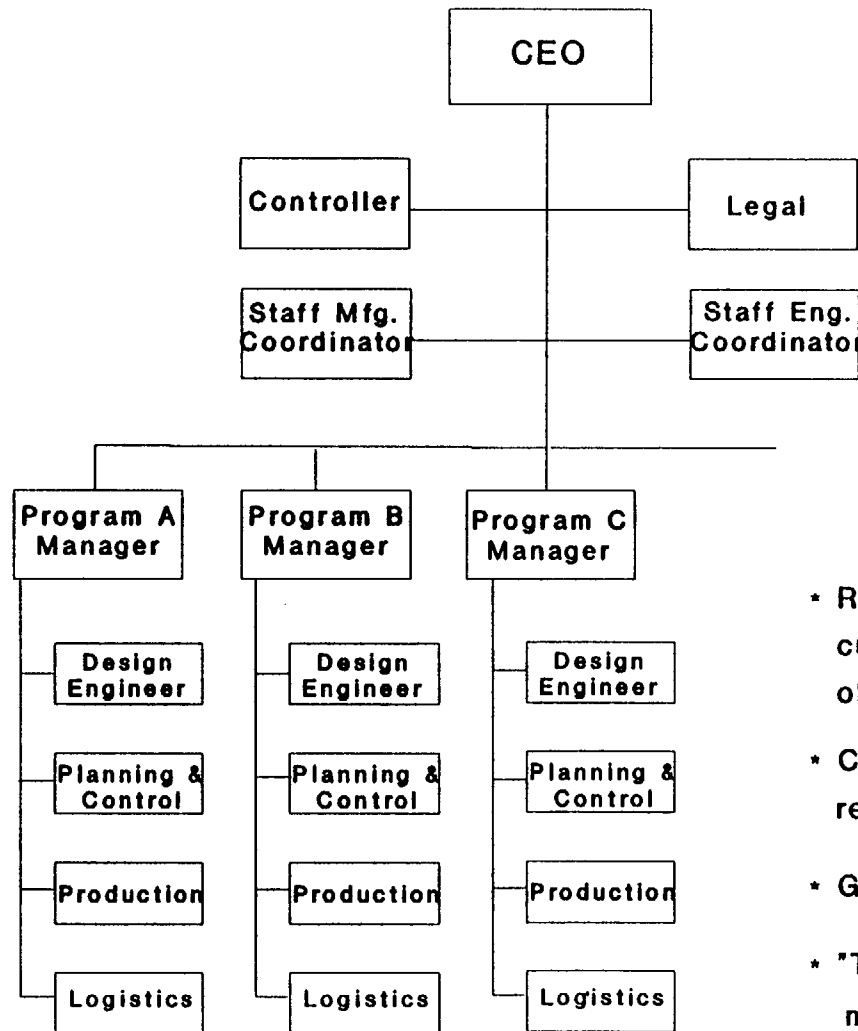 CEO
Controller
Legal
Staff Mfg.
Coordinator
Staff Eng.
Coordinator
Program A
Manager
Program B
Manager
Program C
Manager
Design
Engineer
Design
Engineer
Design
Engineer
Planning &
Control
Planning &
Control
Planning &
Control
Production
Production
Production
Logistics
Logistics
Logistics
*
*
*
*